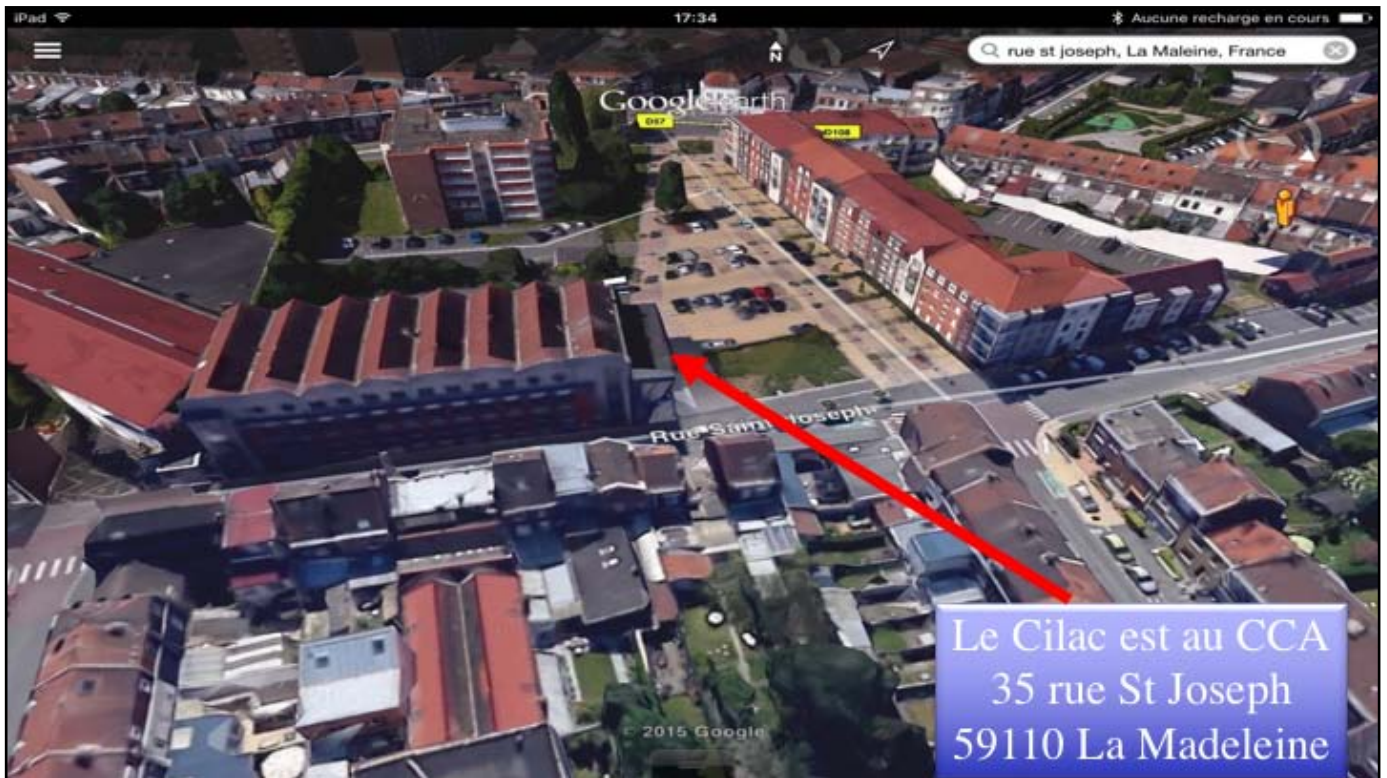 iPad 17:34 Aucune recharge en cours
N
rue st joseph, La Maleine, France
Google earth
D57
D108
Rue Saint-Joseph
© 2015 Google
Le Cilac est au CCA
35 rue St Joseph
59110 La Madeleine